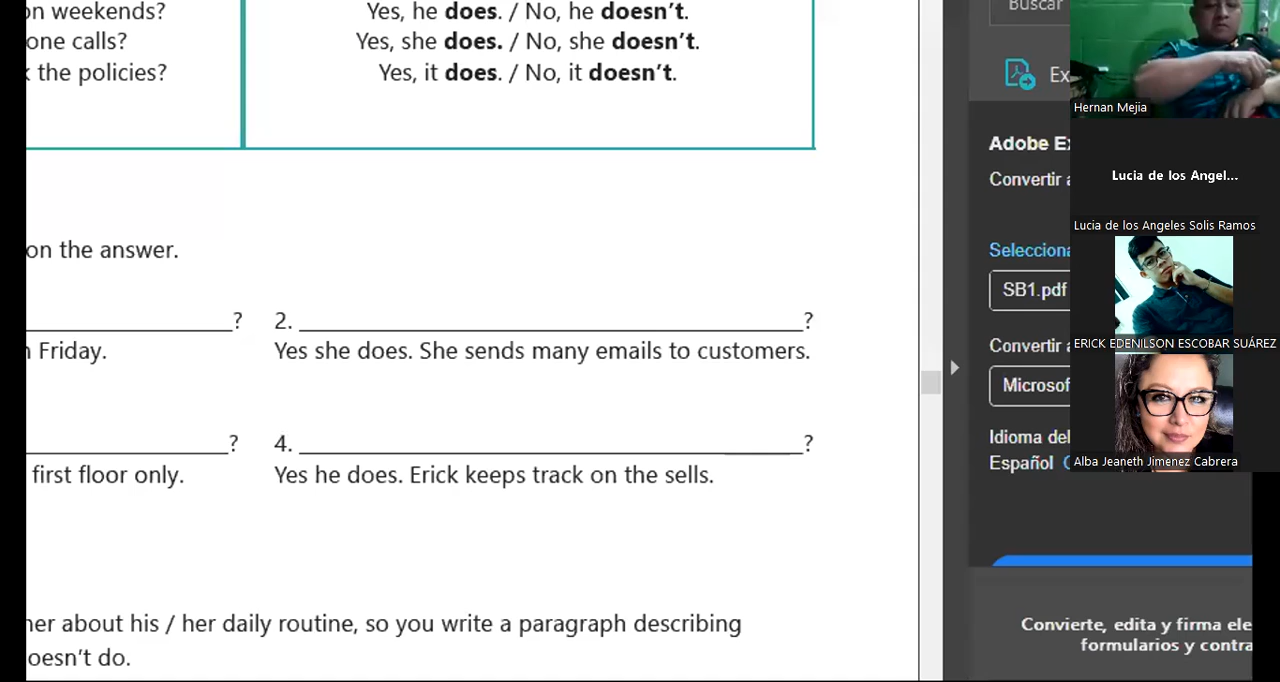 on weekends?
one calls?
the policies?
Yes, he does. / No, he doesn't.
Yes, she does. / No, she doesn't.
Yes, it does. / No, it doesn't.
on the answer.
?
Friday.
2. ?
Yes she does. She sends many emails to customers.
?
first floor only.
4. ?
Yes he does. Erick keeps track on the sells.
her about his / her daily routine, so you write a paragraph describing
oesn't do.
Buscar
Ex
Adobe Ex
Convertir a
Selecciona
SB1.pdf
Convertir a
Microsof
Idioma del
Español
Convierte, edita y firma ele
formularios y contra
Hernan Mejia
Lucia de los Angel...
Lucia de los Angeles Solis Ramos
ERICK EDENILSON ESCOBAR SUÁREZ
Alba Jeaneth Jimenez Cabrera